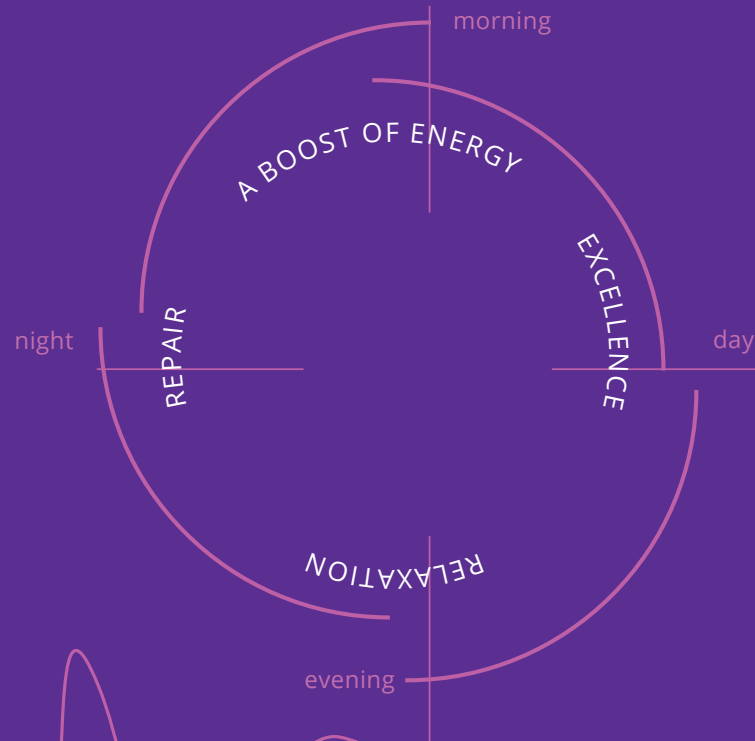 morning
A BOOST OF ENERGY
EXCELLENCE
day
night
REPAIR
RELAXATION
evening